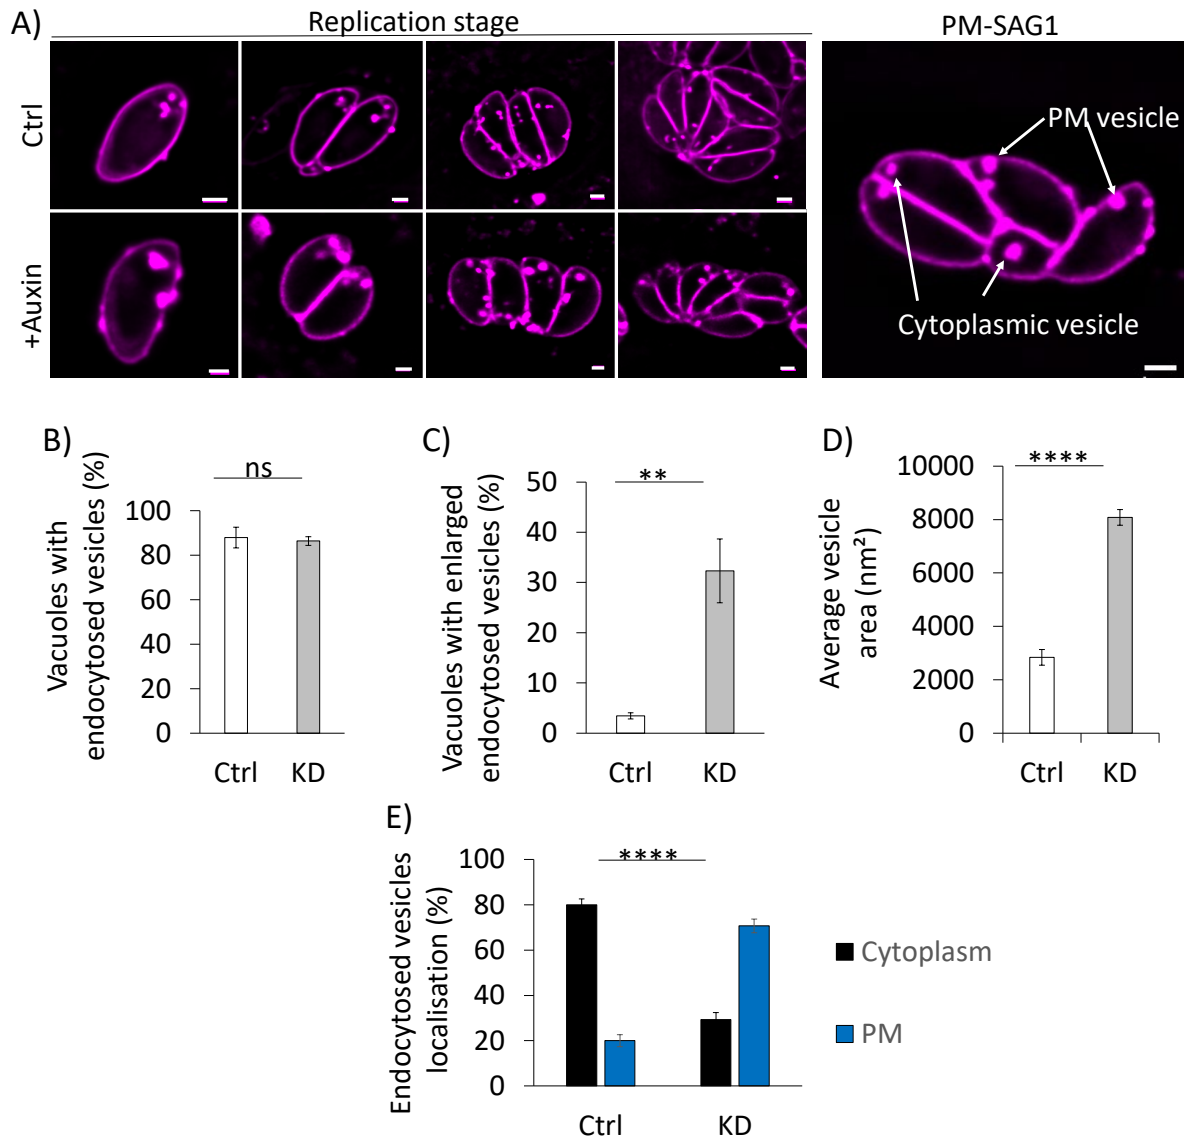 A)
Replication stage
PM-SAG1
Ctrl
+Auxin
PM vesicle
Cytoplasmic vesicle
B)
Vacuoles with
endocytosed vesicles (%)
ns
100
80
60
40
20
0
Ctrl
KD
C)
Vacuoles with enlarged
endocytosed vesicles (%)
**
50
40
30
20
10
0
Ctrl
KD
D)
Average vesicle
area (nm²)
****
10000
8000
6000
4000
2000
0
Ctrl
KD
E)
Endocytosed vesicles
localisation (%)
****
100
80
60
40
20
0
Ctrl
KD
Cytoplasm
PM